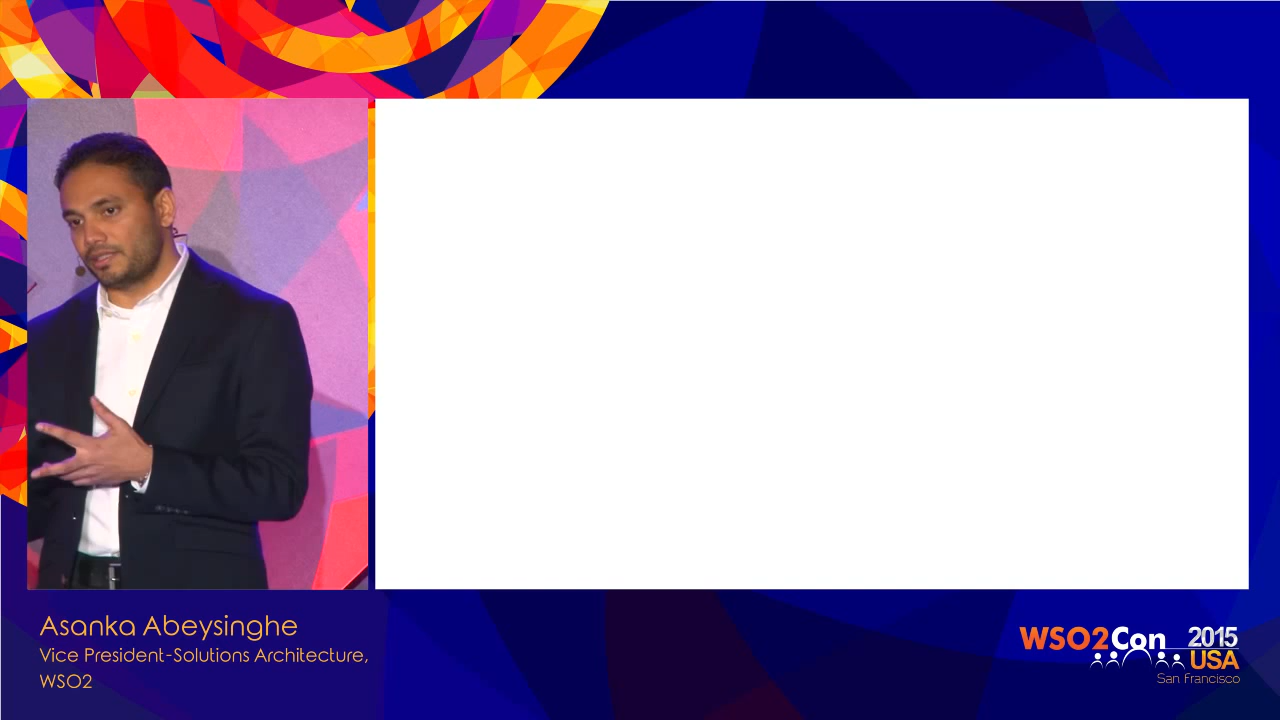 Asanka Abeysinghe
Vice President-Solutions Architecture,
WSO2
WSO2Con 2015
USA
San Francisco